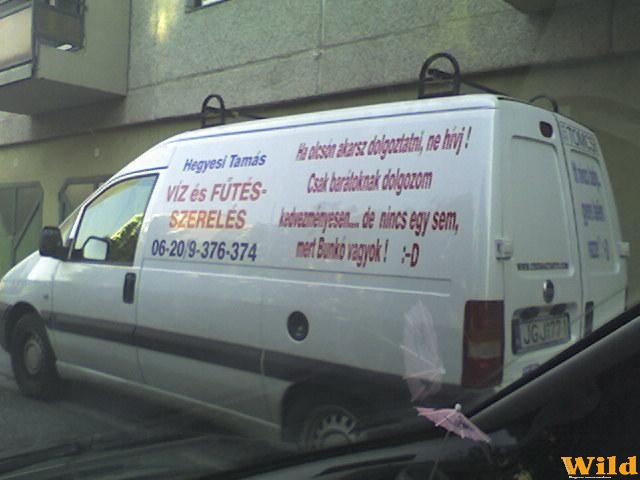 Hegyesi Tamás
VÍZ és FŰTÉS-
SZERELÉS
06-20/9-376-374
Ha olcsón akarsz dolgoztatni, ne hívj !
Csak barátoknak dolgozom
kedvezményesen.... de nincs egy sem,
mert Bunkó vagyok ! :-D
Wild